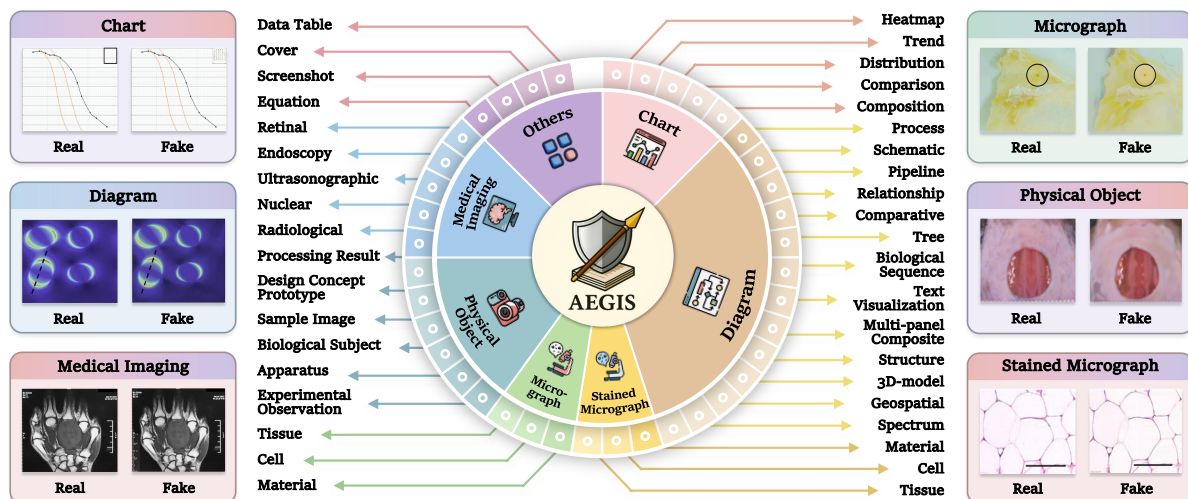 Chart
Real
Fake
Diagram
Real
Fake
Medical Imaging
Real
Fake
Data Table
Cover
Screenshot
Equation
Retinal
Endoscopy
Ultrasonographic
Nuclear
Radiological
Processing Result
Design Concept
Prototype
Sample Image
Biological Subject
Apparatus
Experimental
Observation
Tissue
Cell
Material
Others
Chart
Medical
Imaging
Diagram
Physical
Object
Micro-
graph
Stained
Micrograph
AEGIS
Heatmap
Trend
Distribution
Comparison
Composition
Process
Schematic
Pipeline
Relationship
Comparative
Tree
Biological
Sequence
Text
Visualization
Multi-panel
Composite
Structure
3D-model
Geospatial
Spectrum
Material
Cell
Tissue
Micrograph
Real
Fake
Physical Object
Real
Fake
Stained Micrograph
Real
Fake